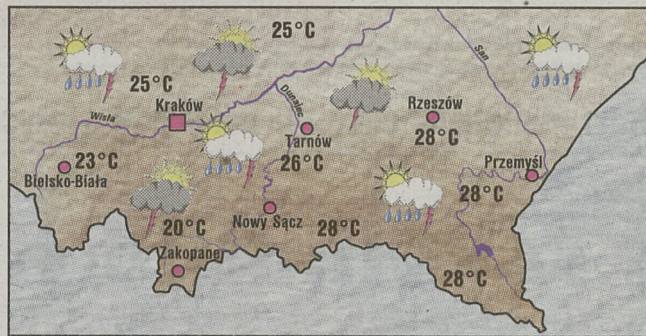 25°C
25°C
San
Kraków
Dunajec
Rzeszów
Wisła
Tarnów
28°C
23°C
26°C
Przemyśl
Bielsko-Biała
28°C
20°C
Nowy Sącz
28°C
Zakopane
28°C